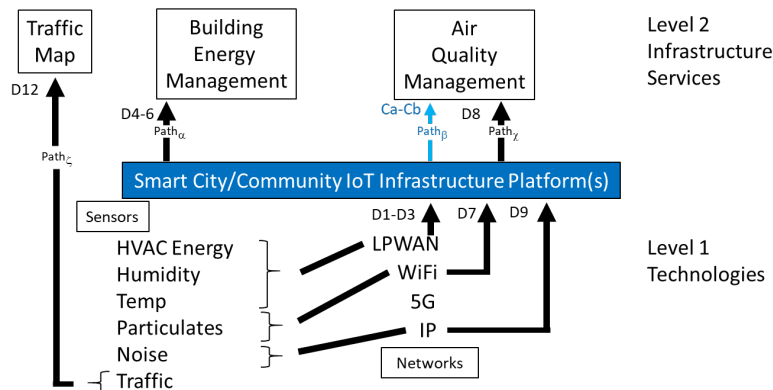 Traffic
Map
Building
Energy
Management
Air
Quality
Management
Level 2
Infrastructure
Services
D12
D4-6
Ca-Cb
D8
Pathα
Pathβ
Pathχ
Pathζ
Smart City/Community IoT Infrastructure Platform(s)
Sensors
D1-D3
D7
D9
HVAC Energy
Humidity
Temp
Particulates
Noise
Traffic
LPWAN
WiFi
5G
IP
Networks
Level 1
Technologies